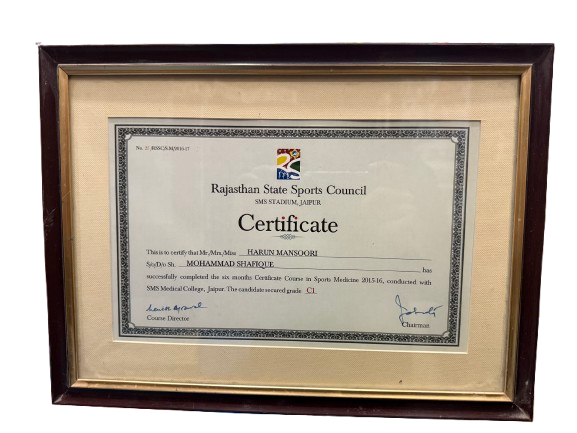 Rajasthan State Sports Council
SMS STADIUM, JAIPUR
Certificate
This is to certify that Mr./Mrs./Miss HARUN MANSOORI
S/o/D/o Sh. MOHAMMAD SHAFIQUE has
successfully completed the six months Certificate Course in Sports Medicine 2015-16, conducted with
SMS Medical College, Jaipur. The candidate secured grade C1
Course Director
Chairman